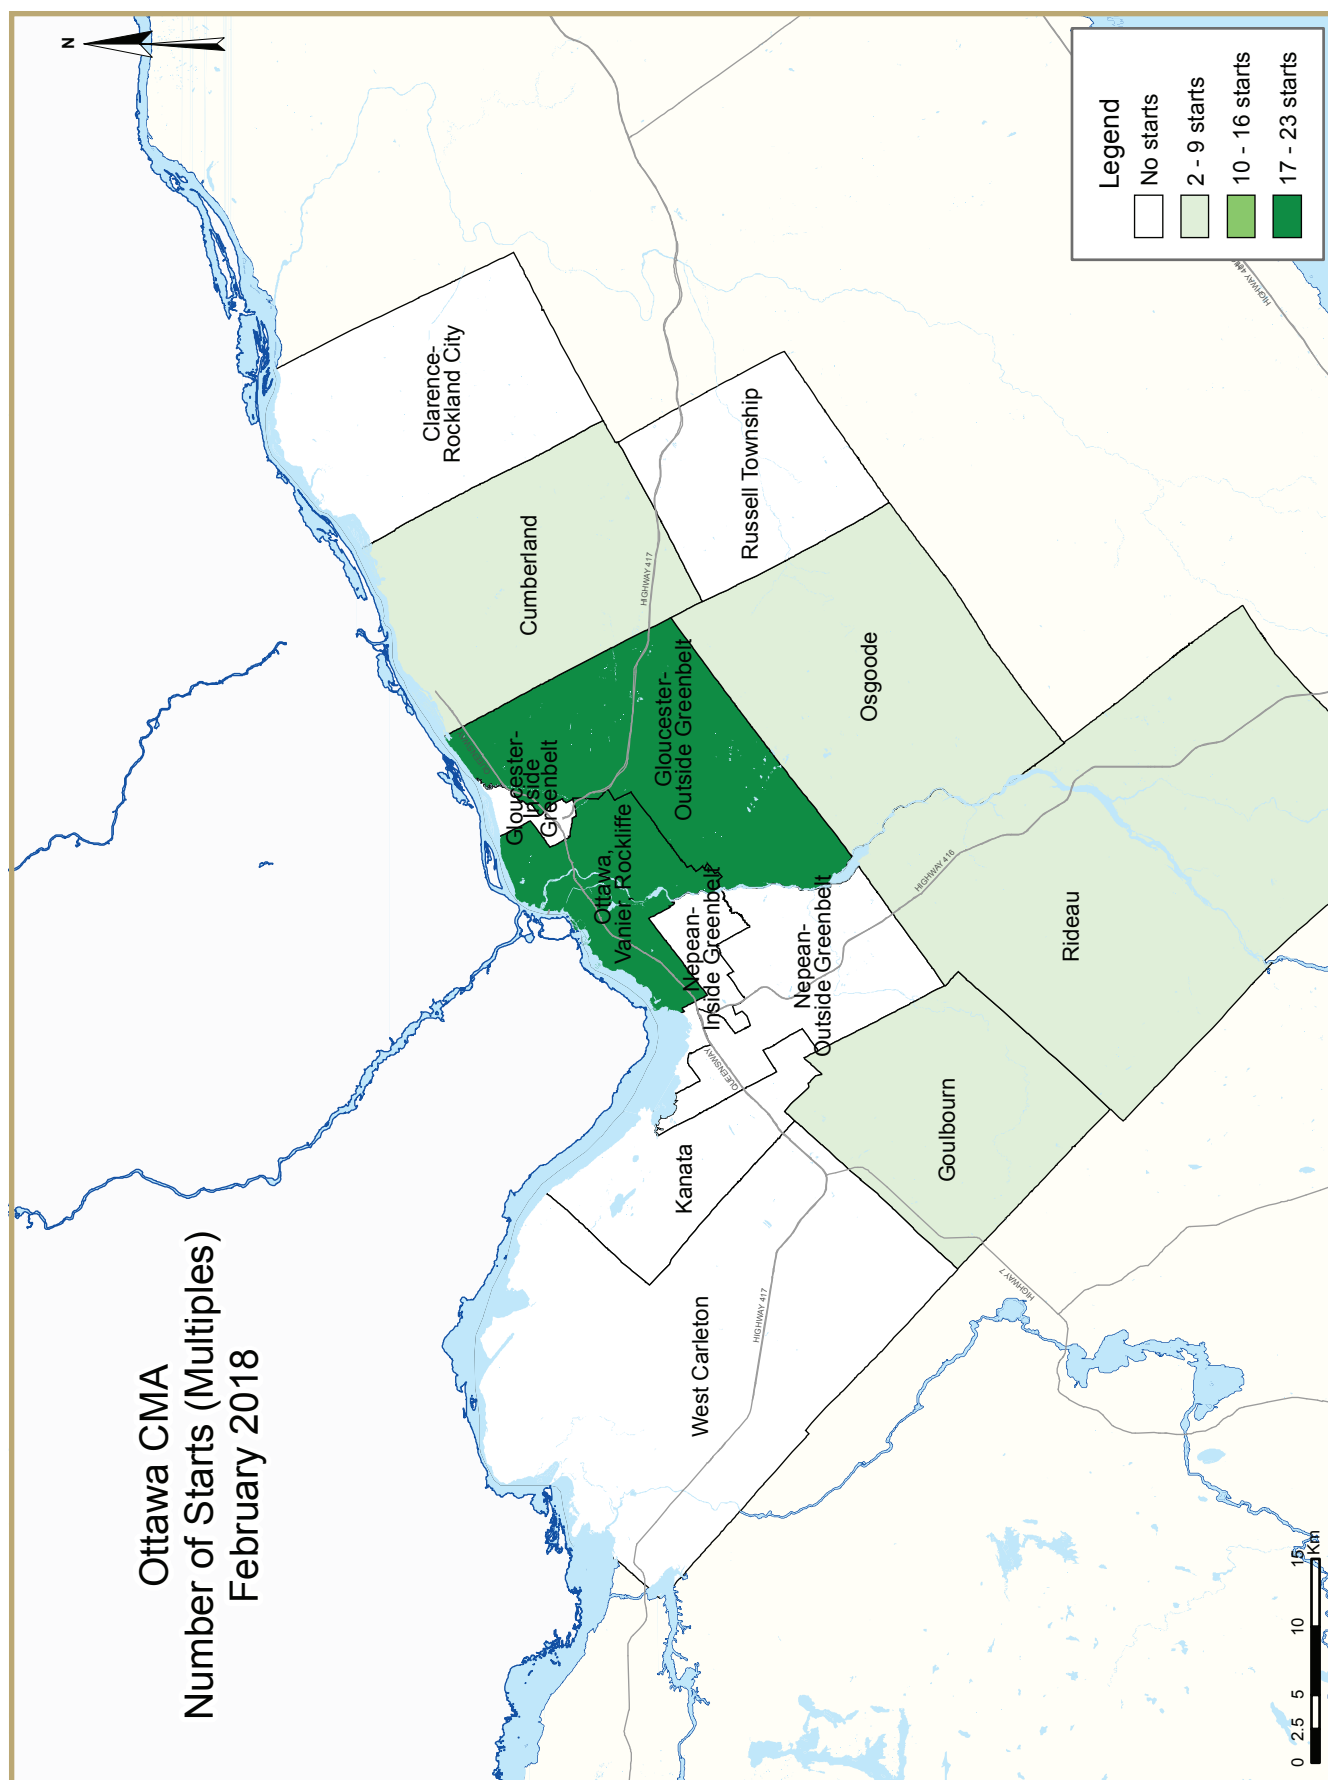 Ottawa CMA
Number of Starts (Multiples)
February 2018
N
Legend
No starts
2 - 9 starts
10 - 16 starts
17 - 23 starts
Clarence-
Rockland City
Cumberland
Russell Township
HIGHWAY 417
Gloucester-
Inside
Greenbelt
Gloucester-
Outside Greenbelt
Osgoode
Ottawa,
Vanier, Rockliffe
Nepean-
Inside Greenbelt
Nepean-
Outside Greenbelt
HIGHWAY 416
Rideau
QUEENSWAY
Kanata
Goulbourn
West Carleton
HIGHWAY 417
HIGHWAY 7
0 2.5 5 10 15
Km